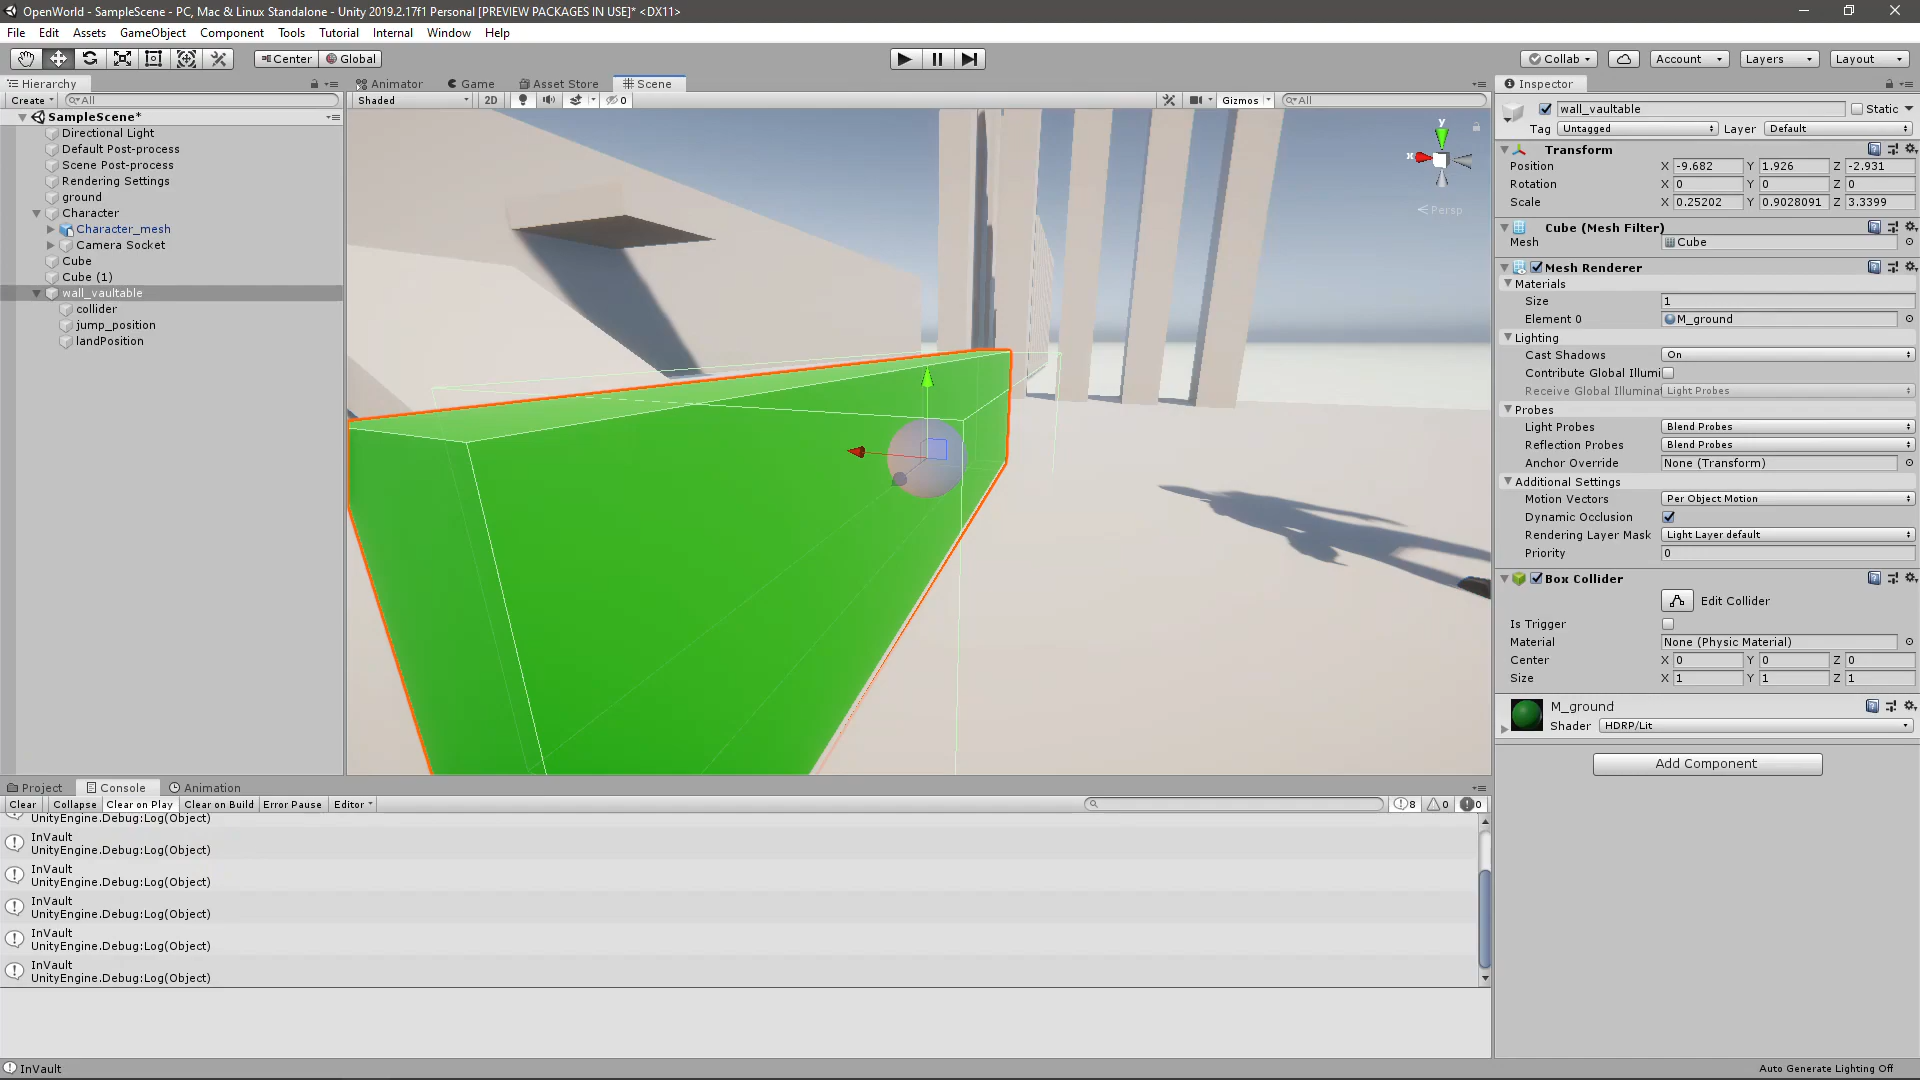 OpenWorld - SampleScene - PC, Mac & Linux Standalone - Unity 2019.2.17f1 Personal [PREVIEW PACKAGES IN USE]* <DX11>
File Edit Assets GameObject Component Tools Tutorial Internal Window Help
Center Global Collab Account Layers Layout
Hierarchy
Create All
SampleScene*
Directional Light
Default Post-process
Scene Post-process
Rendering Settings
ground
Character
Character_mesh
Camera Socket
Cube
Cube (1)
wall_vaultable
collider
jump_position
landPosition
Animator Game Asset Store Scene
Shaded 2D 0 Gizmos All
y
x
Persp
Inspector
wall_vaultable Static
Tag Untagged Layer Default
Transform
Position X -9.682 Y 1.926 Z -2.931
Rotation X 0 Y 0 Z 0
Scale X 0.25202 Y 0.9028091 Z 3.3399
Cube (Mesh Filter)
Mesh Cube
Mesh Renderer
Materials
Size 1
Element 0 M_ground
Lighting
Cast Shadows On
Contribute Global Illumi
Receive Global Illuminat Light Probes
Probes
Light Probes Blend Probes
Reflection Probes Blend Probes
Anchor Override None (Transform)
Additional Settings
Motion Vectors Per Object Motion
Dynamic Occlusion
Rendering Layer Mask Light Layer default
Priority 0
Box Collider
Edit Collider
Is Trigger
Material None (Physic Material)
Center X 0 Y 0 Z 0
Size X 1 Y 1 Z 1
M_ground
Shader HDRP/Lit
Add Component
Project Console Animation
Clear Collapse Clear on Play Clear on Build Error Pause Editor 8 0 0
UnityEngine.Debug:Log(Object)
InVault
UnityEngine.Debug:Log(Object)
InVault
UnityEngine.Debug:Log(Object)
InVault
UnityEngine.Debug:Log(Object)
InVault
UnityEngine.Debug:Log(Object)
InVault
UnityEngine.Debug:Log(Object)
InVault
Auto Generate Lighting Off